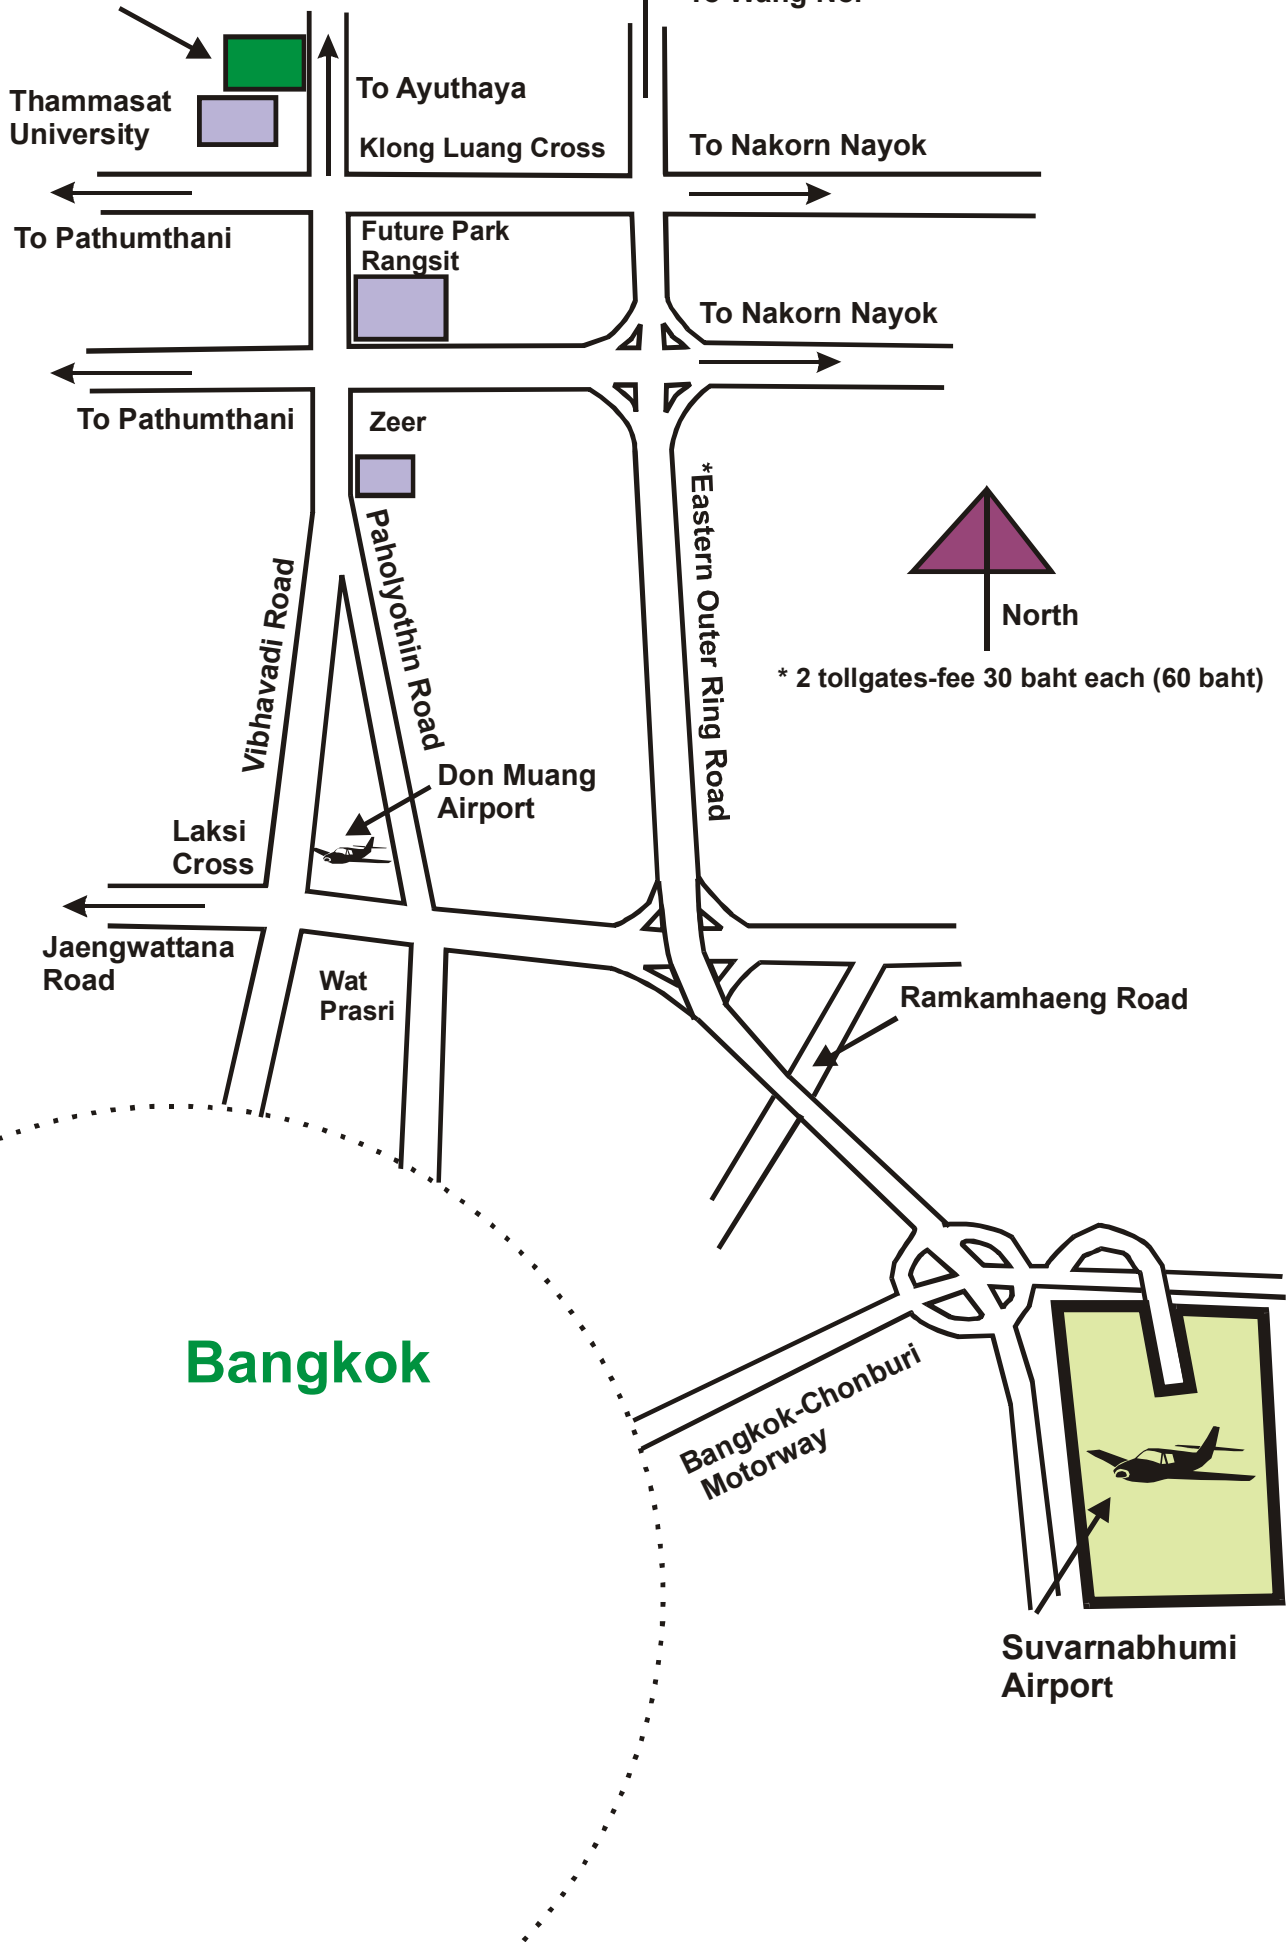 To Ayuthaya
Thammasat
University
Klong Luang Cross
To Nakorn Nayok
To Pathumthani
Future Park
Rangsit
To Nakorn Nayok
To Pathumthani
Zeer
*Eastern Outer Ring Road
Paholyothin Road
Vibhavadi Road
North
* 2 tollgates-fee 30 baht each (60 baht)
Don Muang
Airport
Laksi
Cross
Jaengwattana
Road
Wat
Prasri
Ramkamhaeng Road
Bangkok
Bangkok-Chonburi
Motorway
Suvarnabhumi
Airport